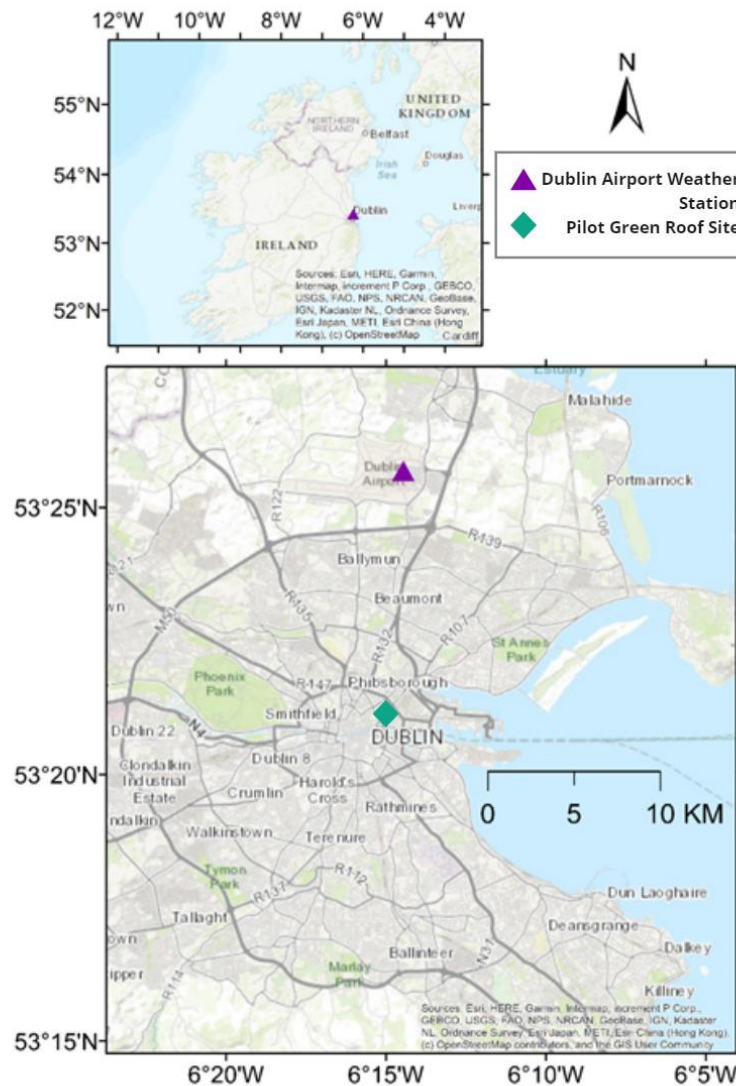 12°W 10°W 8°W 6°W 4°W
55°N
54°N
53°N
52°N
UNITED
KINGDOM
NORTHERN
IRELAND
Belfast
Irish
Sea
Douglas
Dublin
Liverp
IRELAND
Sources: Esri, HERE, Garmin,
Intermap, increment P Corp., GEBCO,
USGS, FAO, NPS, NRCAN, GeoBase,
IGN, Kadaster NL, Ordnance Survey,
Esri Japan, METI, Esri China (Hong
Kong), (c) OpenStreetMap
Cardiff
N
Dublin Airport Weather
Station
Pilot Green Roof Site
Estuary
Malahide
Dublin
Airport
Portmarnock
53°25'N
R122
R106
R139
Ballymun
Beaumont
R135
R132
R107
M50
St Annes
Park
Phoenix
Park
R147
Phibsborough
Smithfield
N4
Dublin 22
DUBLIN
Dublin 8
Clondalkin
Industrial
Estate
53°20'N
Harold's
Cross
Crumlin
Rathmines
0 5 10 KM
ndalkin
Walkinstown
Terenure
Tymon
Park
R112
R137
Dun Laoghaire
Tallaght
Deansgrange
Ballinteer
Dalkey
N31
Marlay
Park
R114
Killiney
53°15'N
Sources: Esri, HERE, Garmin, Intermap, increment P Corp.,
GEBCO, USGS, FAO, NPS, NRCAN, GeoBase, IGN, Kadaster
NL, Ordnance Survey, Esri Japan, METI, Esri China (Hong Kong),
(c) OpenStreetMap contributors, and the GIS User Community
6°20'W 6°15'W 6°10'W 6°5'W